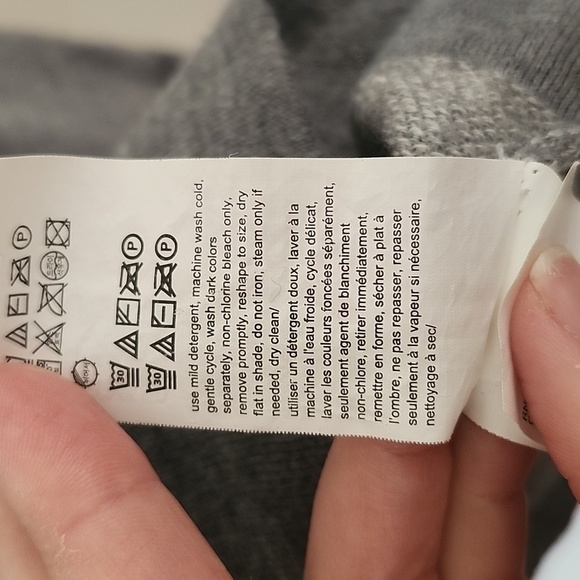 30 P
30 P
use mild detergent, machine wash cold,
gentle cycle, wash dark colors
separately, non-chlorine bleach only,
remove promptly, reshape to size, dry
flat in shade, do not iron; steam only if
needed, dry clean/
utiliser un détergent doux, laver à la
machine à l'eau froide, cycle délicat,
laver les couleurs foncées séparément,
seulement agent de blanchiment
non-chlore, retirer immédiatement,
remettre en forme, sécher à plat à
l'ombre, ne pas repasser, repasser
seulement à la vapeur si nécessaire,
nettoyage à sec/